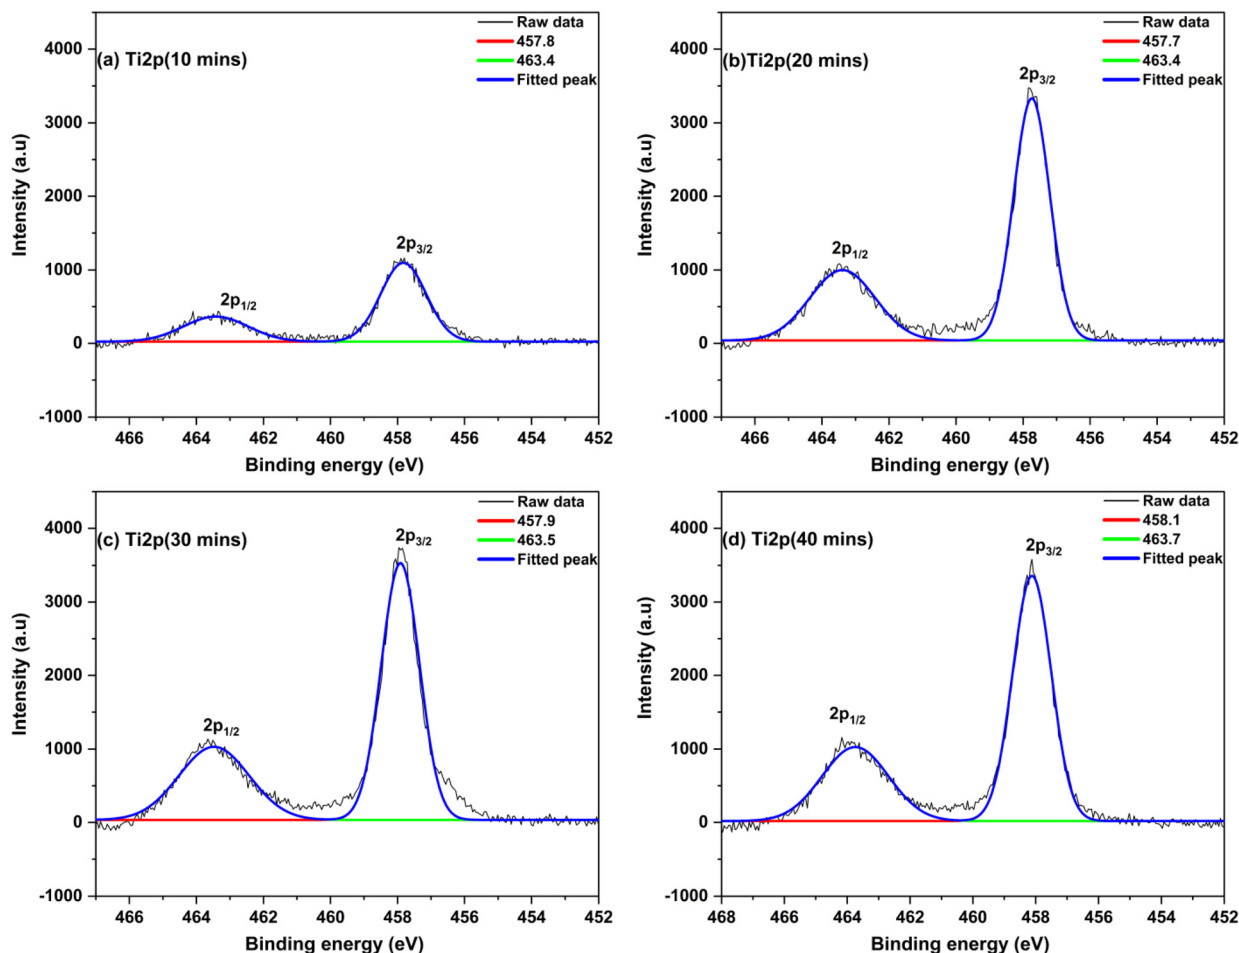 (a) Ti2p(10 mins)
Raw data
457.8
463.4
Fitted peak
2p1/2
2p3/2
4000
3000
2000
1000
0
-1000
466 464 462 460 458 456 454 452
Intensity (a.u)
Binding energy (eV)
(b)Ti2p(20 mins)
Raw data
457.7
463.4
Fitted peak
2p1/2
2p3/2
4000
3000
2000
1000
0
-1000
466 464 462 460 458 456 454 452
Intensity (a.u)
Binding energy (eV)
(c) Ti2p(30 mins)
Raw data
457.9
463.5
Fitted peak
2p1/2
2p3/2
4000
3000
2000
1000
0
-1000
466 464 462 460 458 456 454 452
Intensity (a.u)
Binding energy (eV)
(d) Ti2p(40 mins)
Raw data
458.1
463.7
Fitted peak
2p1/2
2p3/2
4000
3000
2000
1000
0
-1000
468 466 464 462 460 458 456 454 452
Intensity (a.u)
Binding energy (eV)